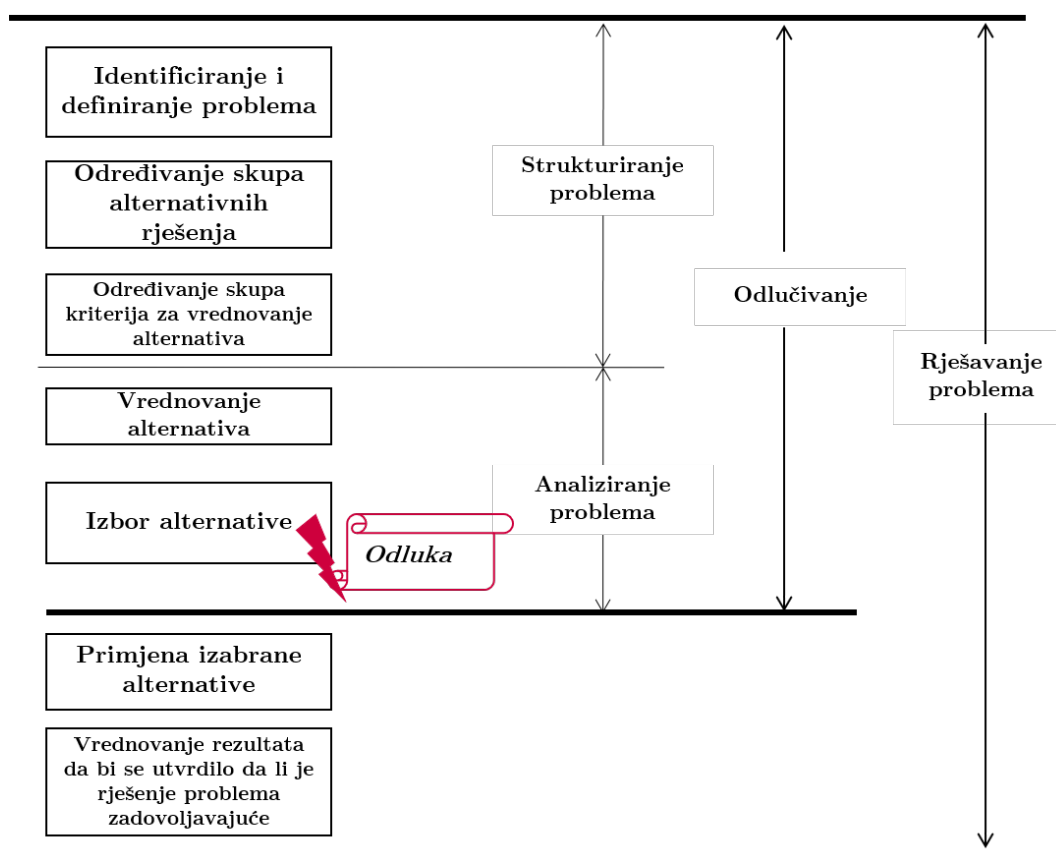 Identificiranje i
definiranje problema
Određivanje skupa
alternativnih
rješenja
Određivanje skupa
kriterija za vrednovanje
alternativa
Vrednovanje
alternativa
Izbor alternative
Odluka
Primjena izabrane
alternative
Vrednovanje rezultata
da bi se utvrdilo da li je
rješenje problema
zadovoljavajuće
Strukturiranje
problema
Analiziranje
problema
Odlučivanje
Rješavanje
problema